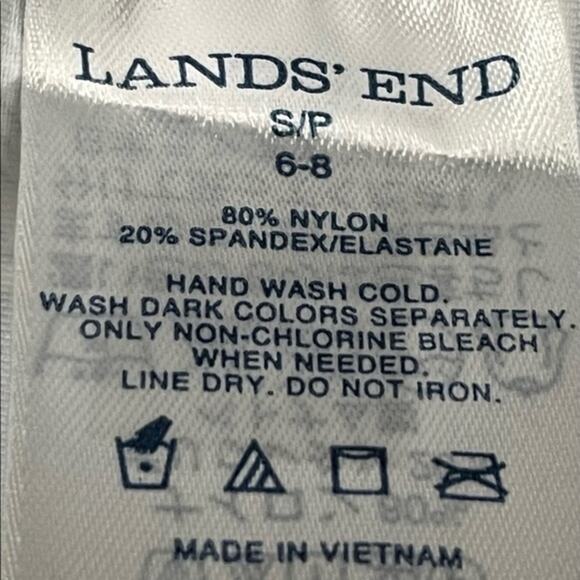 LANDS' END
S/P
6-8
80% NYLON
20% SPANDEX/ELASTANE
HAND WASH COLD.
WASH DARK COLORS SEPARATELY.
ONLY NON-CHLORINE BLEACH
WHEN NEEDED.
LINE DRY. DO NOT IRON.
MADE IN VIETNAM